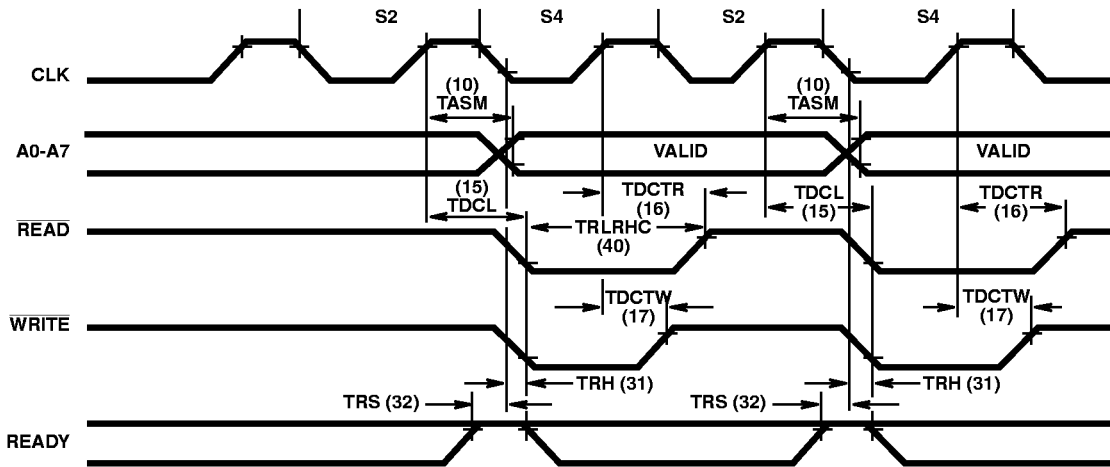 S2 S4 S2 S4
CLK
(10) (10)
TASM TASM
A0-A7 VALID VALID
(15) TDCTR TDCL TDCTR
TDCL (16) (15) (16)
READ TRLRHC
(40)
TDCTW TDCTW
WRITE (17) (17)
TRH (31) TRH (31)
TRS (32) TRS (32)
READY